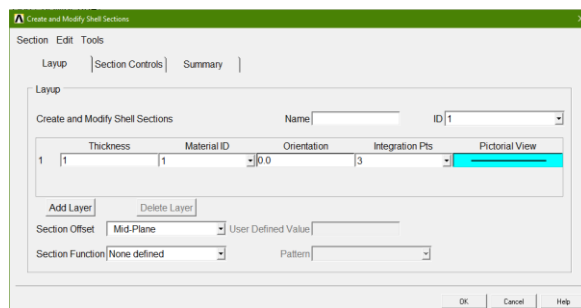 Create and Modify Shell Sections
Section Edit Tools
Layup Section Controls Summary
Layup
Create and Modify Shell Sections Name ID 1
Thickness Material ID Orientation Integration Pts Pictorial View
1 1 1 0.0 3
Add Layer Delete Layer
Section Offset Mid-Plane User Defined Value
Section Function None defined Pattern
OK Cancel Help